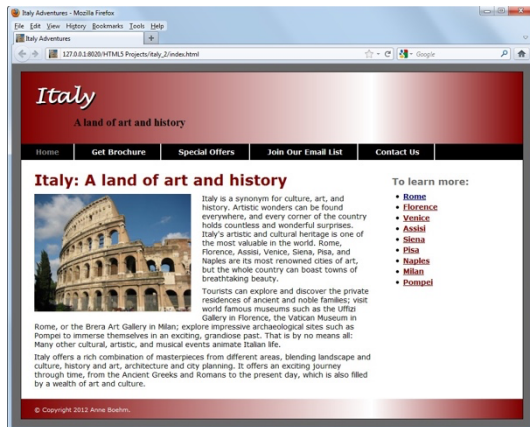 Italy Adventures - Mozilla Firefox
File Edit View History Bookmarks Tools Help
Italy Adventures +
127.0.0.1:8020/HTML5 Projects/italy_2/index.html Google
Italy
A land of art and history
Home Get Brochure Special Offers Join Our Email List Contact Us
Italy: A land of art and history
Italy is a synonym for culture, art, and
history. Artistic wonders can be found
everywhere, and every corner of the country
holds countless and wonderful surprises.
Italy's artistic and cultural heritage is one of
the most valuable in the world. Rome,
Florence, Assisi, Venice, Siena, Pisa, and
Naples are its most renowned cities of art,
but the whole country can boast towns of
breathtaking beauty.
Tourists can explore and discover the private
residences of ancient and noble families; visit
world famous museums such as the Uffizi
Gallery in Florence, the Vatican Museum in
Rome, or the Brera Art Gallery in Milan; explore impressive archaeological sites such as
Pompei to immerse themselves in an exciting, grandiose past. That is by no means all:
Many other cultural, artistic, and musical events animate Italian life.
Italy offers a rich combination of masterpieces from different areas, blending landscape and
culture, history and art, architecture and city planning. It offers an exciting journey
through time, from the Ancient Greeks and Romans to the present day, which is also filled
by a wealth of art and culture.
To learn more:
Rome
Florence
Venice
Assisi
Siena
Pisa
Naples
Milan
Pompei
© Copyright 2012 Anne Boehm.